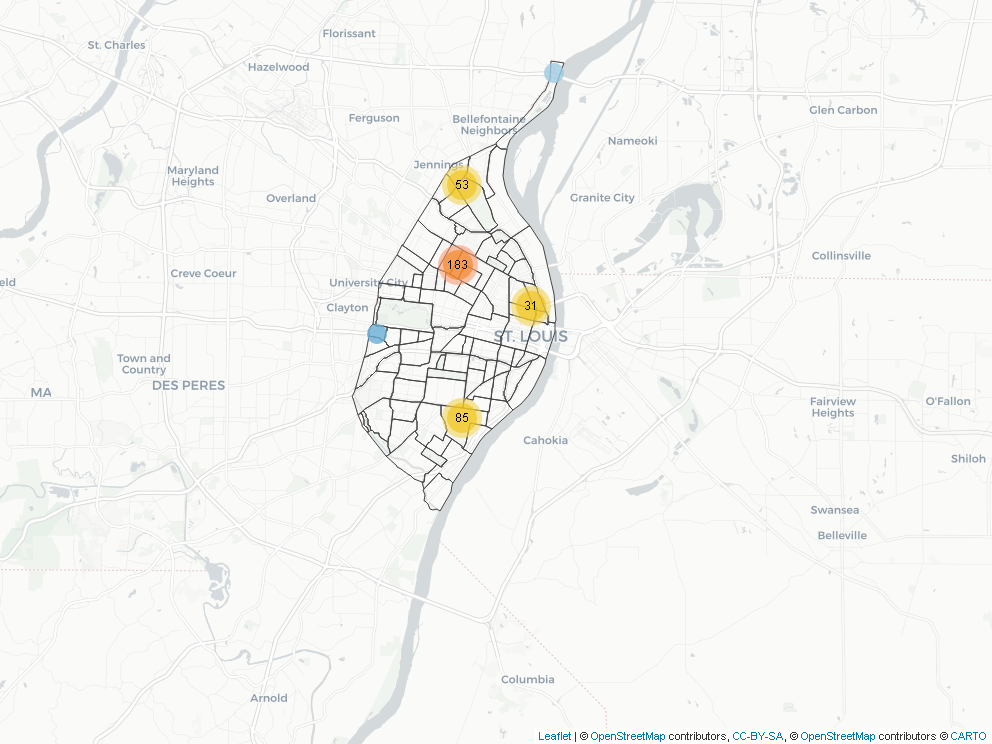 Florissant
St. Charles
Hazelwood
Glen Carbon
Ferguson
Bellefontaine
Neighbors
Nameoki
Jennings
Maryland
Heights
53
Overland
Granite City
Collinsville
183
Creve Coeur
eld
University City
31
Clayton
ST. LOUIS
Town and
Country
DES PERES
MA
Fairview
Heights
O'Fallon
85
Cahokia
Shiloh
Swansea
Belleville
Columbia
Arnold
Leaflet | © OpenStreetMap contributors, CC-BY-SA, © OpenStreetMap contributors © CARTO